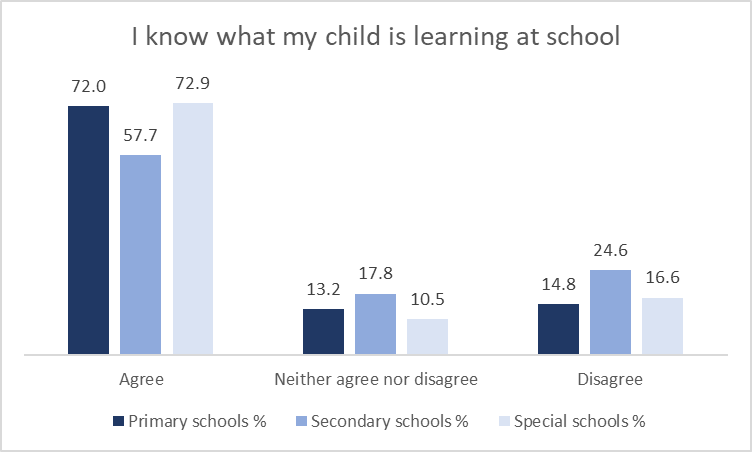 I know what my child is learning at school
72.0 57.7 72.9
13.2 17.8 10.5
14.8 24.6 16.6
Agree Neither agree nor disagree Disagree
Primary schools % Secondary schools % Special schools %